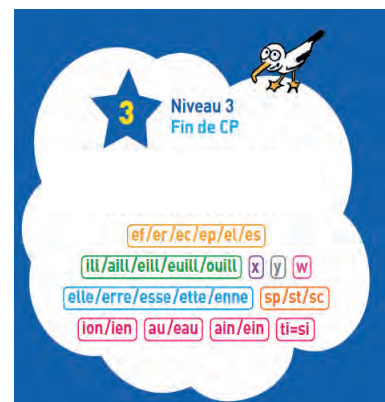 3
Niveau 3
Fin de CP
ef/er/ec/ep/el/es
ill/aill/eill/euill/ouill x y w
elle/erre/esse/ette/enne sp/st/sc
ion/ien au/eau ain/ein ti=si